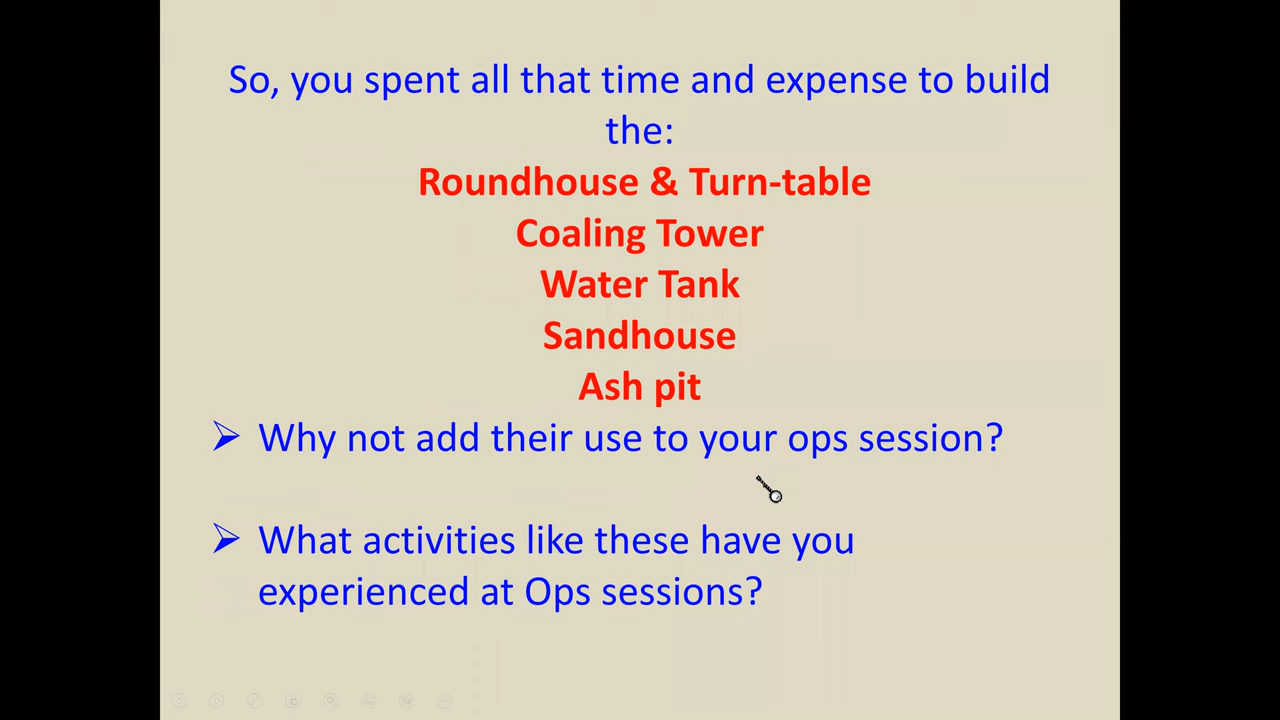 So, you spent all that time and expense to build
the:
Roundhouse & Turn-table
Coaling Tower
Water Tank
Sandhouse
Ash pit
➢ Why not add their use to your ops session?
➢ What activities like these have you
experienced at Ops sessions?